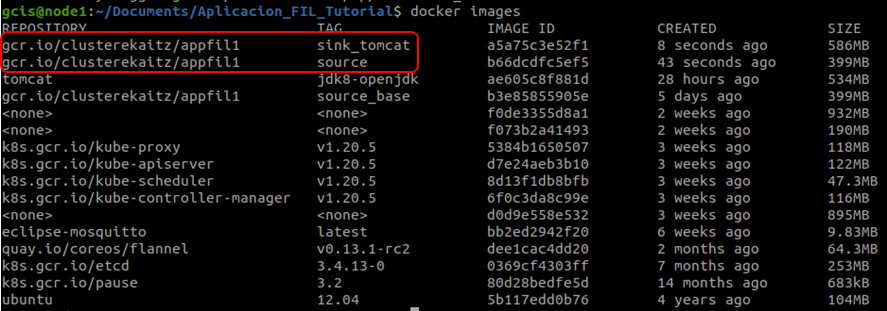 gcis@node1:~/Documents/Aplicacion_FIL_Tutorial$ docker images
REPOSITORY TAG IMAGE ID CREATED SIZE
gcr.io/clusterekaitz/appfil1 sink_tomcat a5a75c3e52f1 8 seconds ago 586MB
gcr.io/clusterekaitz/appfil1 source b66dcdfc5ef5 43 seconds ago 399MB
tomcat jdk8-openjdk ae605c8f881d 28 hours ago 534MB
gcr.io/clusterekaitz/appfil1 source_base b3e85855905e 5 days ago 399MB
<none> <none> f0de3355d8a1 2 weeks ago 932MB
<none> <none> f073b2a41493 2 weeks ago 190MB
k8s.gcr.io/kube-proxy v1.20.5 5384b1650507 3 weeks ago 118MB
k8s.gcr.io/kube-apiserver v1.20.5 d7e24aeb3b10 3 weeks ago 122MB
k8s.gcr.io/kube-scheduler v1.20.5 8d13f1db8bfb 3 weeks ago 47.3MB
k8s.gcr.io/kube-controller-manager v1.20.5 6f0c3da8c99e 3 weeks ago 116MB
<none> <none> d0d9e558e532 3 weeks ago 895MB
eclipse-mosquitto latest bb2ed2942f20 6 weeks ago 9.83MB
quay.io/coreos/flannel v0.13.1-rc2 dee1cac4dd20 2 months ago 64.3MB
k8s.gcr.io/etcd 3.4.13-0 0369cf4303ff 7 months ago 253MB
k8s.gcr.io/pause 3.2 80d28bedfe5d 14 months ago 683kB
ubuntu 12.04 5b117edd0b76 4 years ago 104MB